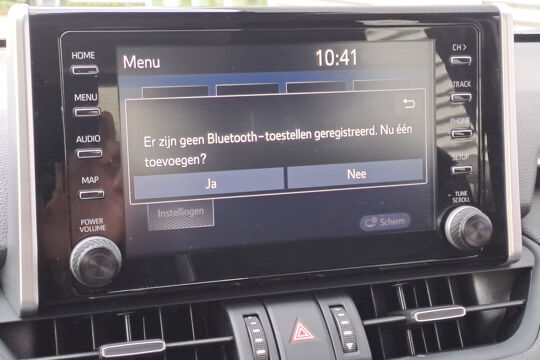 HOME
MENU
AUDIO
MAP
POWER
VOLUME
Menu 10:41
Er zijn geen Bluetooth-toestellen geregistreerd. Nu één
toevoegen?
Ja Nee
Instellingen
Scherm
CH >
TRACK
PHONE
SETUP
TUNE
SCROLL